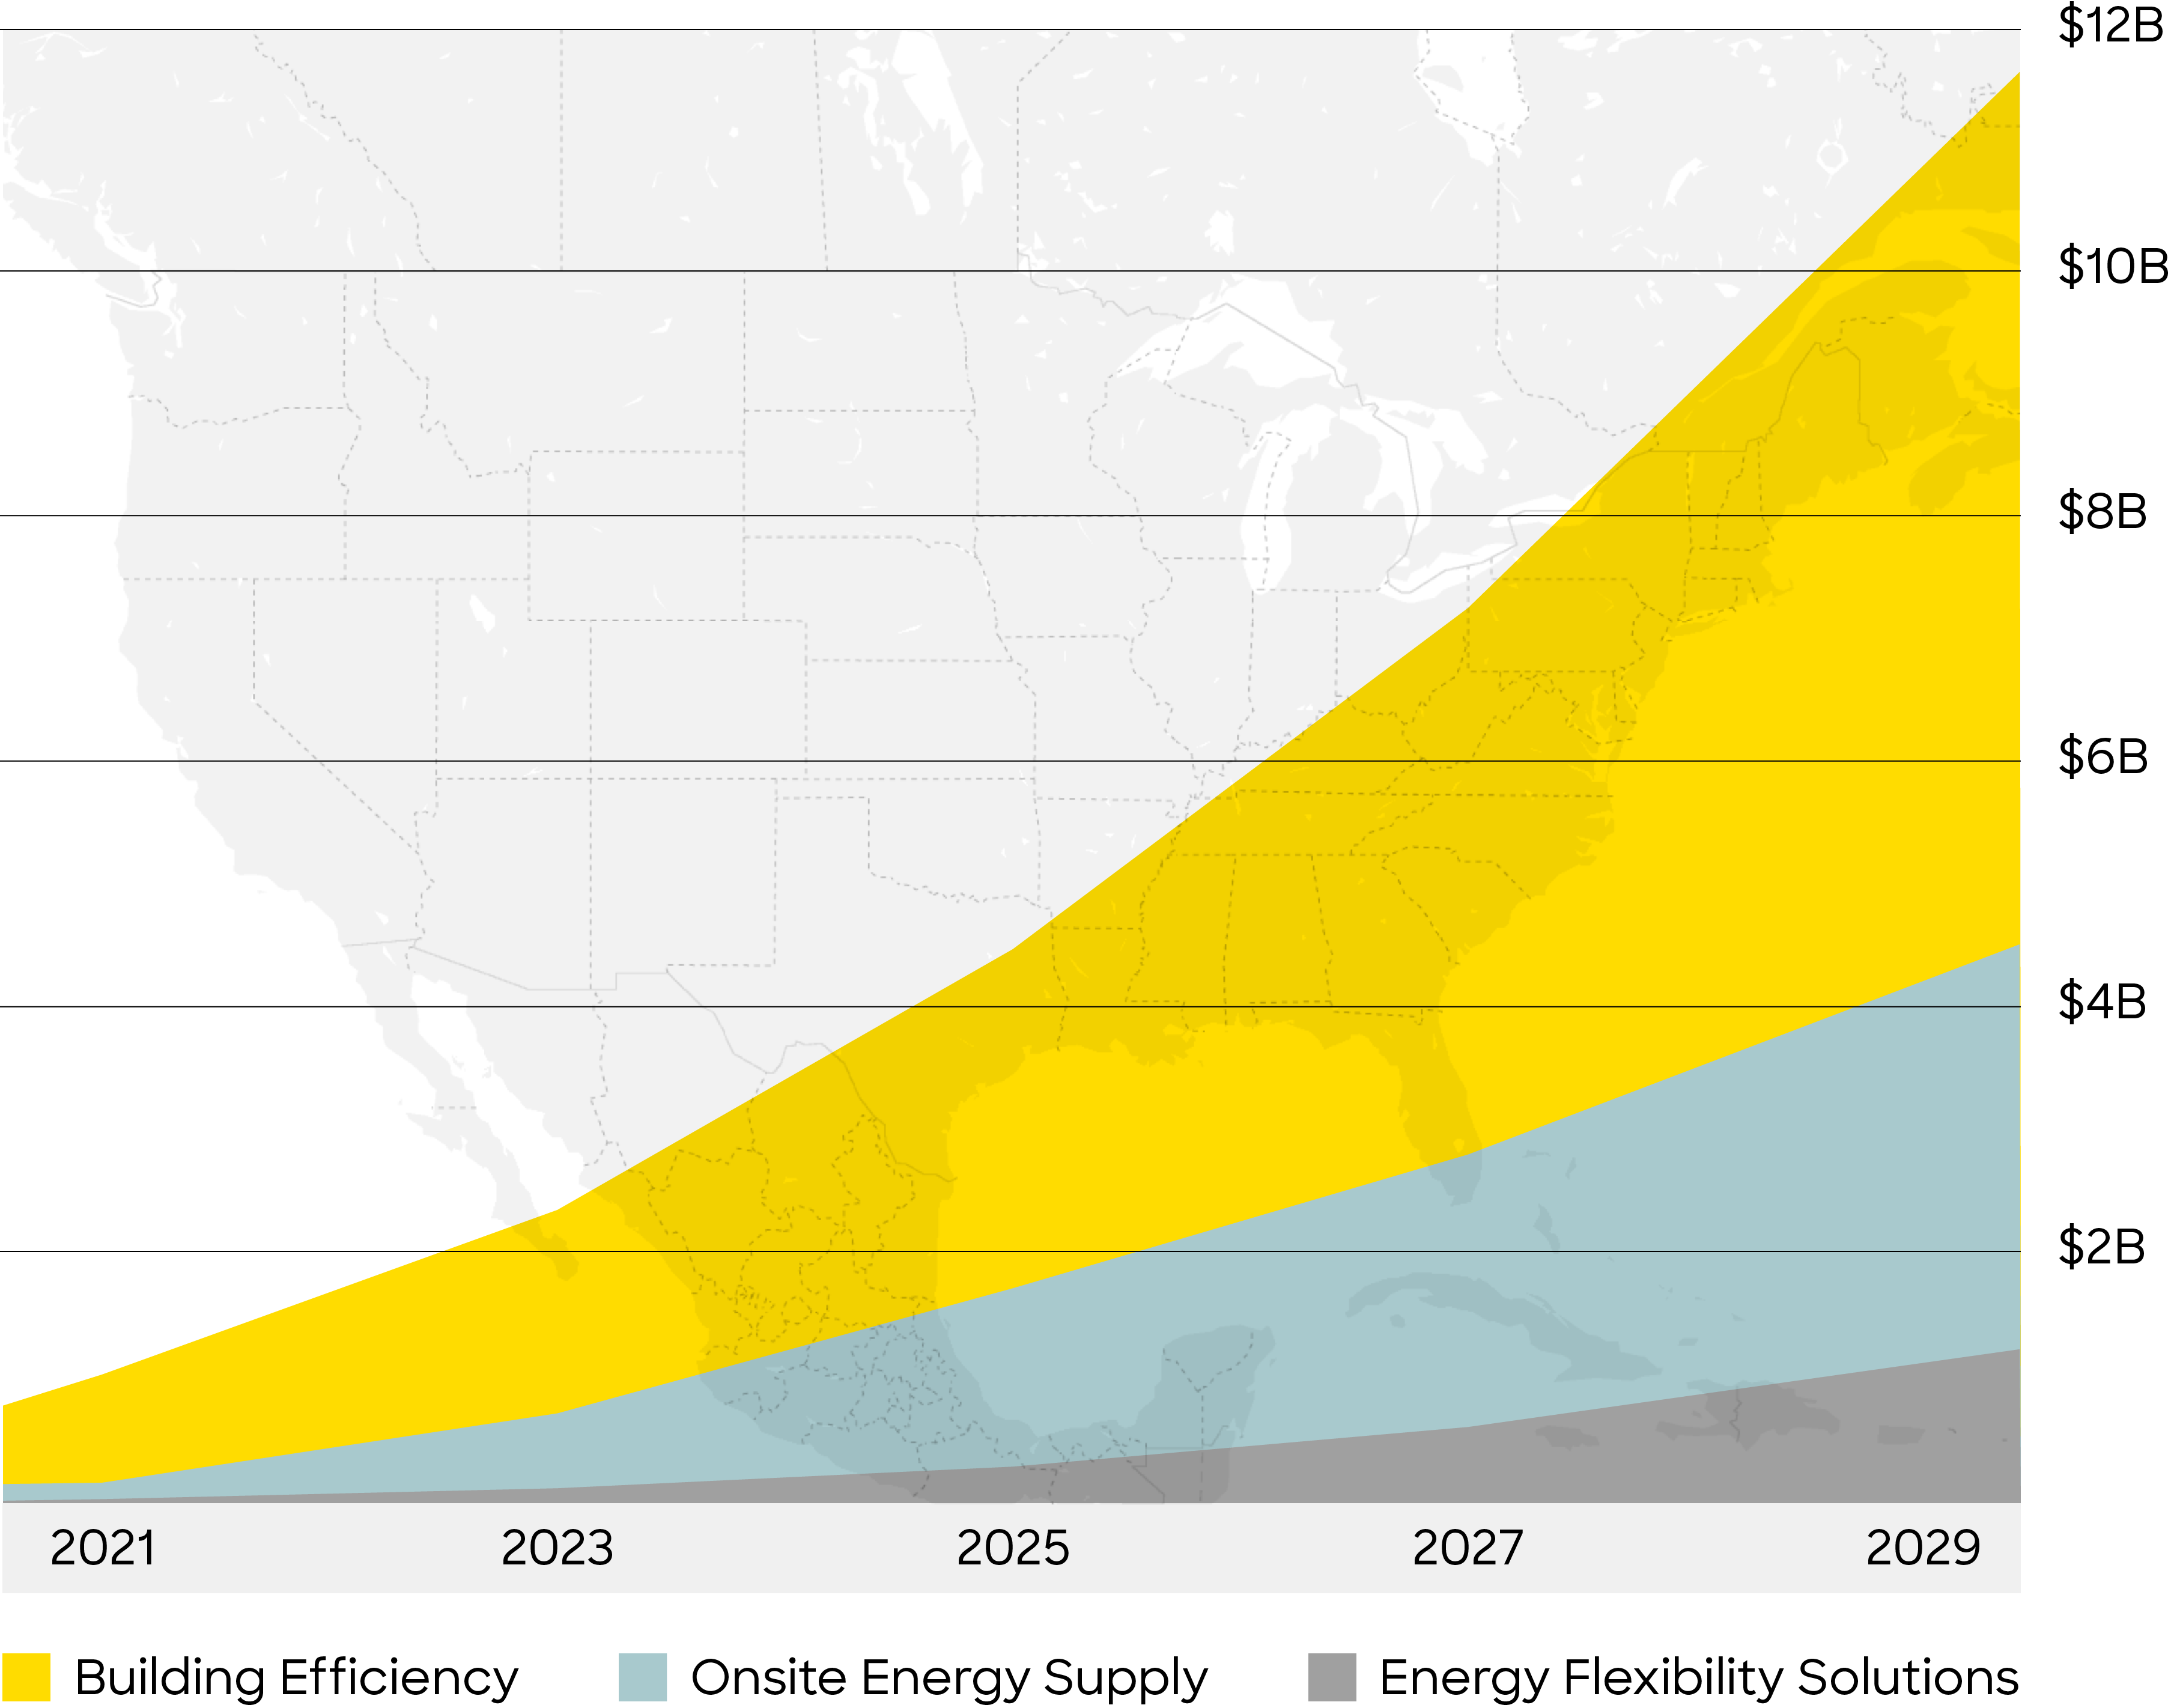 $12B
$10B
$8B
$6B
$4B
$2B
2021 2023 2025 2027 2029
Building Efficiency Onsite Energy Supply Energy Flexibility Solutions